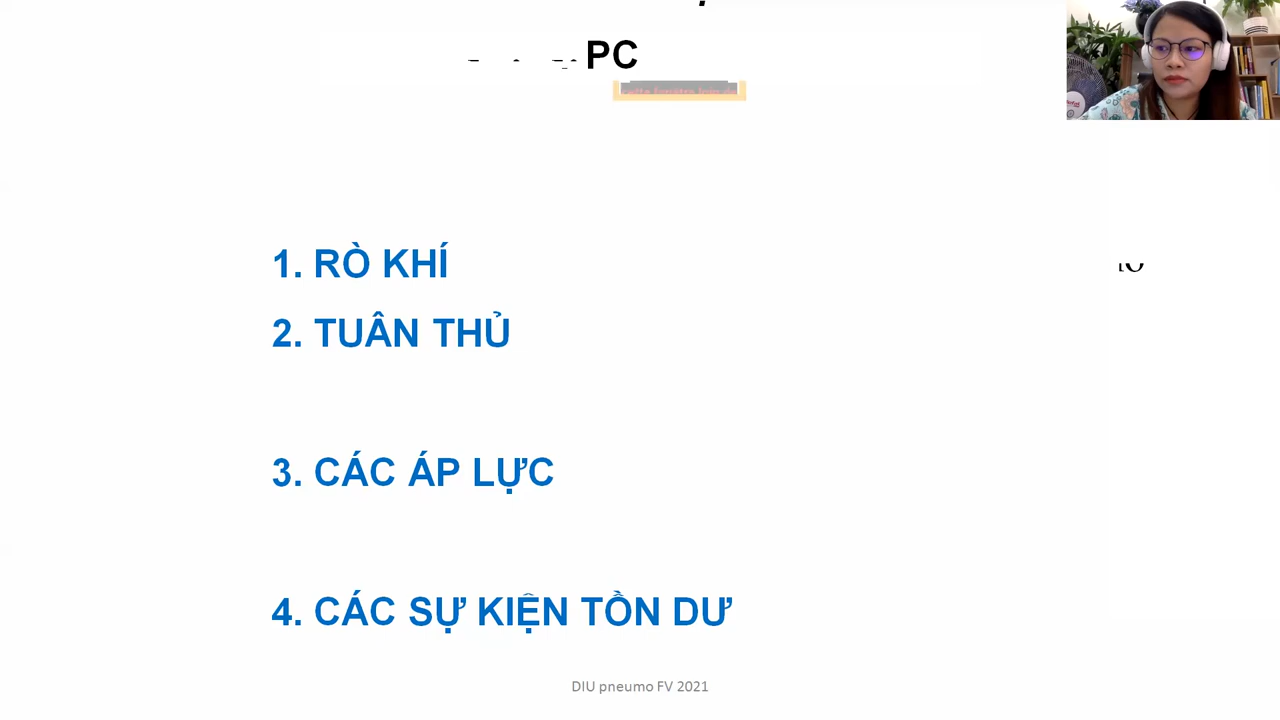 PC
1. RÒ KHÍ
2. TUÂN THỦ
3. CÁC ÁP LỰC
4. CÁC SỰ KIỆN TỒN DƯ
DIU pneumo FV 2021